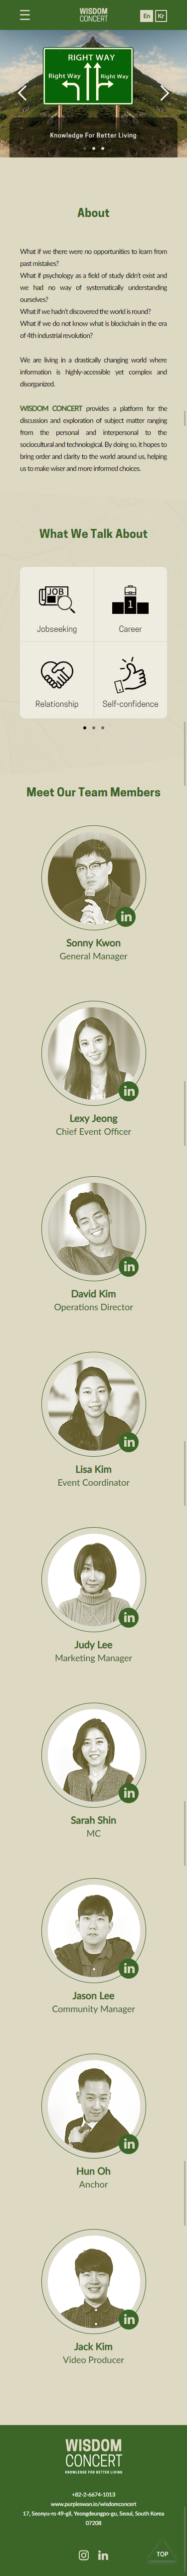 WISDOM
CONCERT
En Kr
RIGHT WAY
Right Way
Right Way
Knowledge For Better Living
About
What if we there were no opportunities to learn from
past mistakes?
What if psychology as a field of study didn't exist and
we had no way of systematically understanding
ourselves?
What if we hadn't discovered the world is round?
What if we do not know what is blockchain in the era
of 4th industrial revolution?
We are living in a drastically changing world where
information is highly-accessible yet complex and
disorganized.
WISDOM CONCERT provides a platform for the
discussion and exploration of subject matter ranging
from the personal and interpersonal to the
sociocultural and technological. By doing so, it hopes to
bring order and clarity to the world around us, helping
us to make wiser and more informed choices.
What We Talk About
JOB
1
Jobseeking
Career
Relationship
Self-confidence
Meet Our Team Members
in
Sonny Kwon
General Manager
in
Lexy Jeong
Chief Event Officer
in
David Kim
Operations Director
in
Lisa Kim
Event Coordinator
in
Judy Lee
Marketing Manager
in
Sarah Shin
MC
in
Jason Lee
Community Manager
in
Hun Oh
Anchor
in
Jack Kim
Video Producer
WISDOM
CONCERT
KNOWLEDGE FOR BETTER LIVING
+82-2-6674-1013
www.purpleswan.io/wisdomconcert
17, Seonyu-ro 49-gil, Yeongdeungpo-gu, Seoul, South Korea
07208
in
TOP